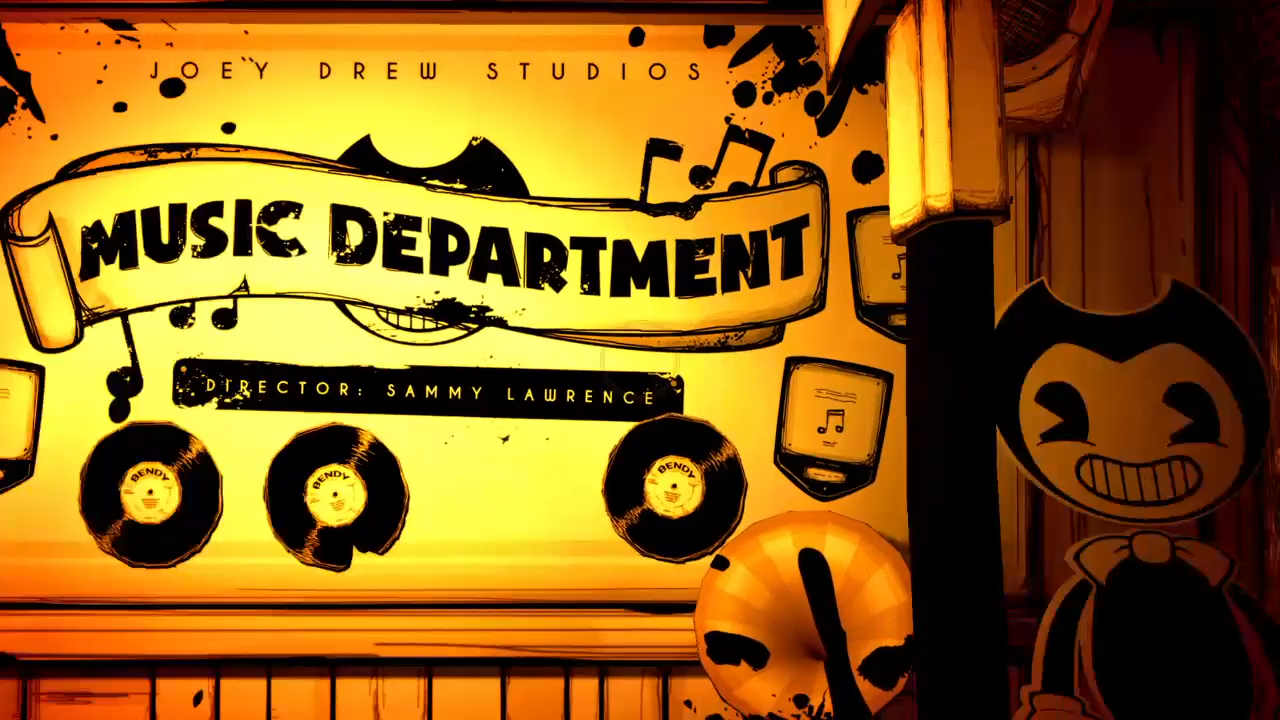 JOEY DREW STUDIOS
MUSIC DEPARTMENT
DIRECTOR: SAMMY LAWRENCE
BENDY
BENDY
BENDY